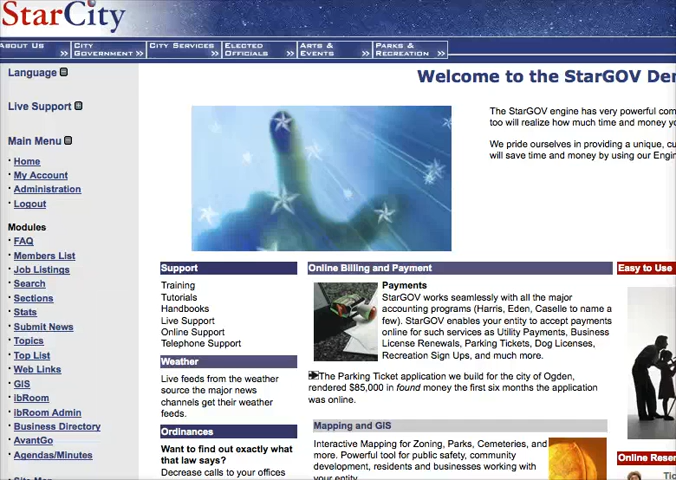 StarCity
About Us
City Government
City Services
Elected Officials
Arts & Events
Parks & Recreation
Language
Live Support
Main Menu
Home
My Account
Administration
Logout
Modules
FAQ
Members List
Job Listings
Search
Sections
Stats
Submit News
Topics
Top List
Web Links
GIS
ibRoom
ibRoom Admin
Business Directory
AvantGo
Agendas/Minutes
Welcome to the StarGOV
The StarGOV engine has very powerful
too will realize how much time and money
We pride ourselves in providing a unique,
will save time and money by using our
Support
Training
Tutorials
Handbooks
Live Support
Online Support
Telephone Support
Weather
Live feeds from the weather
source the major news
channels get their weather
feeds.
Ordinances
Want to find out exactly what
that law says?
Decrease calls to your offices
Online Billing and Payment
Payments
StarGOV works seamlessly with all the major
accounting programs (Harris, Eden, Caselle to name a
few). StarGOV enables your entity to accept payments
online for such services as Utility Payments, Business
License Renewals, Parking Tickets, Dog Licenses,
Recreation Sign Ups, and much more.
The Parking Ticket application we build for the city of Ogden,
rendered $85,000 in found money the first six months the application
was online.
Mapping and GIS
Interactive Mapping for Zoning, Parks, Cemeteries, and
more. Powerful tool for public safety, community
development, residents and businesses working with
your entity.
Easy to Use
Online